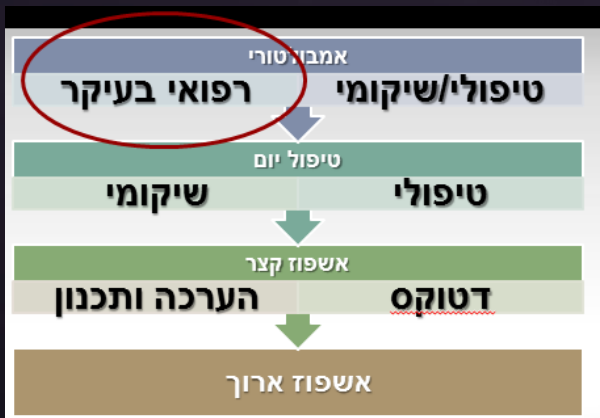 אמבולטורי
טיפולי/שיקומי רפואי בעיקר
טיפול יום
טיפולי שיקומי
אשפוז קצר
דטוקס הערכה ותכנון
אשפוז ארוך